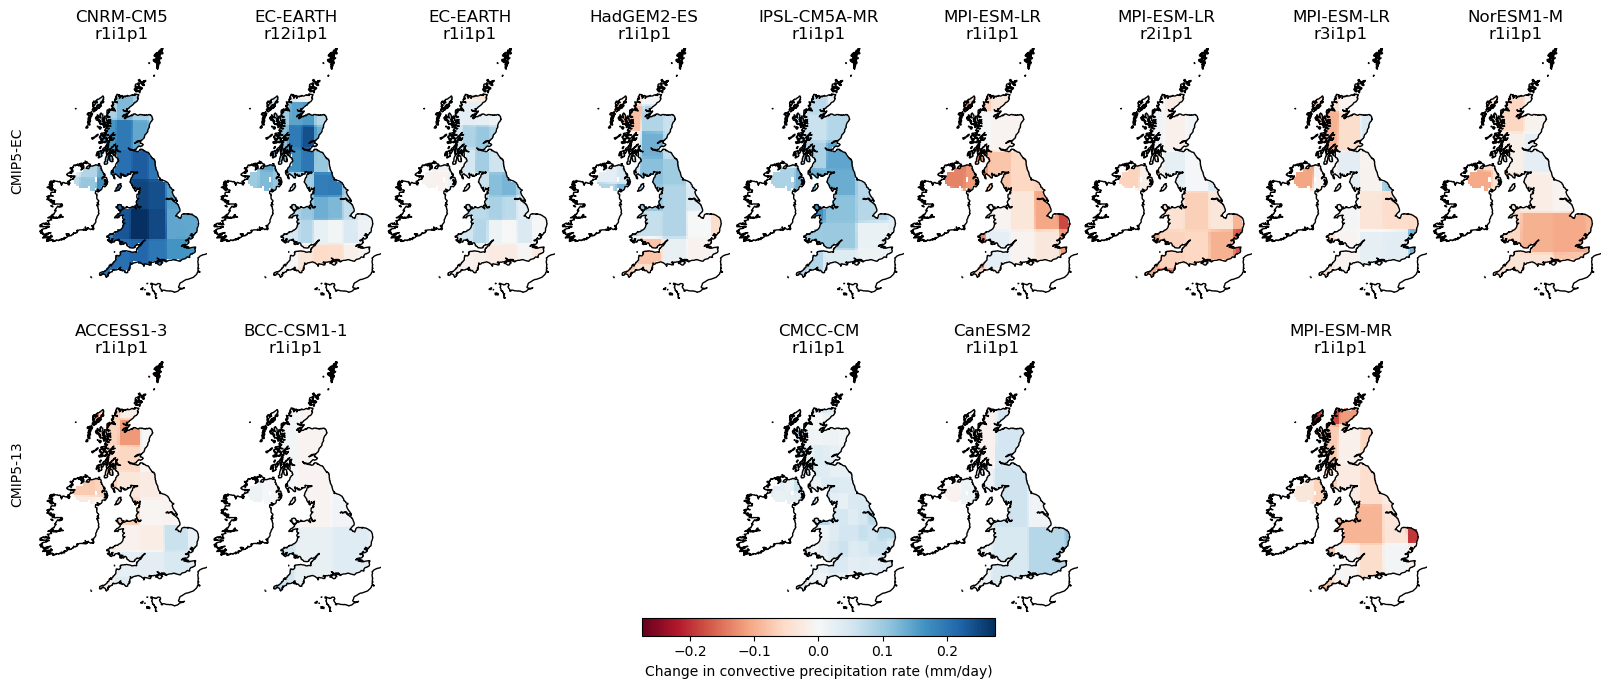 CNRM-CM5
r1i1p1
EC-EARTH
r12i1p1
EC-EARTH
r1i1p1
HadGEM2-ES
r1i1p1
IPSL-CM5A-MR
r1i1p1
MPI-ESM-LR
r1i1p1
MPI-ESM-LR
r2i1p1
MPI-ESM-LR
r3i1p1
NorESM1-M
r1i1p1
CMIP5-EC
ACCESS1-3
r1i1p1
BCC-CSM1-1
r1i1p1
CMCC-CM
r1i1p1
CanESM2
r1i1p1
MPI-ESM-MR
r1i1p1
CMIP5-13
−0.2 −0.1 0.0 0.1 0.2
Change in convective precipitation rate (mm/day)